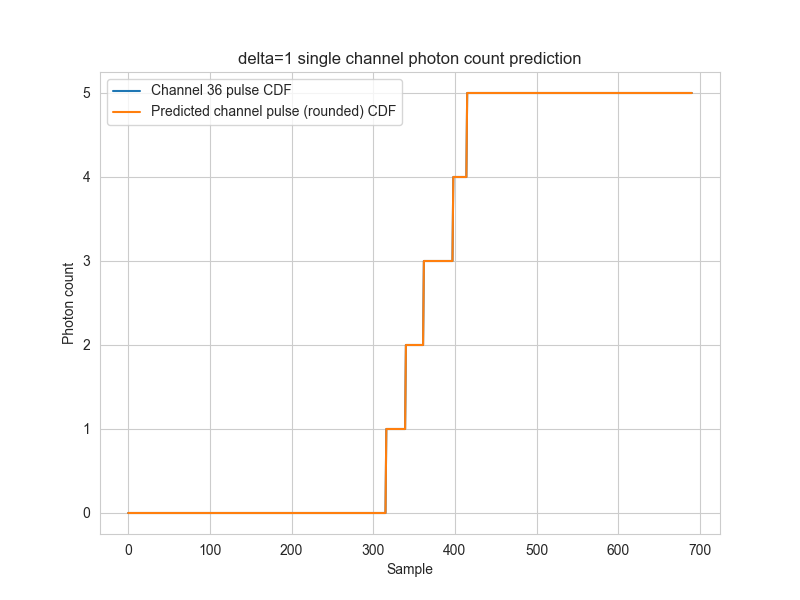 delta=1 single channel photon count prediction
Channel 36 pulse CDF
Predicted channel pulse (rounded) CDF
Photon count
5
4
3
2
1
0
0 100 200 300 400 500 600 700
Sample